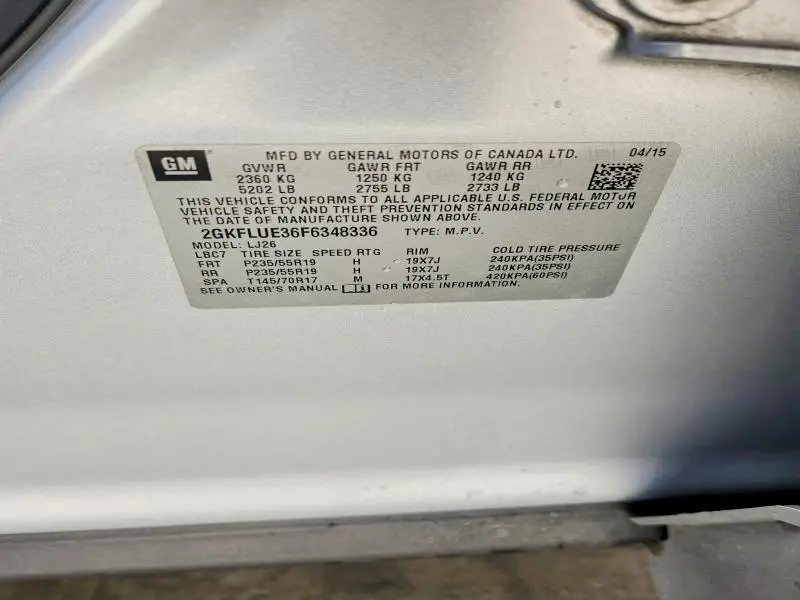 GM
MFD BY GENERAL MOTORS OF CANADA LTD. 04/15
GVWR GAWR FRT GAWR RR
2360 KG 1250 KG 1240 KG
5202 LB 2755 LB 2733 LB
THIS VEHICLE CONFORMS TO ALL APPLICABLE U.S. FEDERAL MOTOR
VEHICLE SAFETY AND THEFT PREVENTION STANDARDS IN EFFECT ON
THE DATE OF MANUFACTURE SHOWN ABOVE.
2GKFLUE36F6348336 TYPE: M.P.V.
MODEL: LJ26
LBC7 TIRE SIZE SPEED RTG RIM COLD TIRE PRESSURE
FRT P235/55R19 H 19X7J 240KPA(35PSI)
RR P235/55R19 H 19X7J 240KPA(35PSI)
SPA T145/70R17 M 17X4.5T 420KPA(60PSI)
SEE OWNER'S MANUAL FOR MORE INFORMATION.